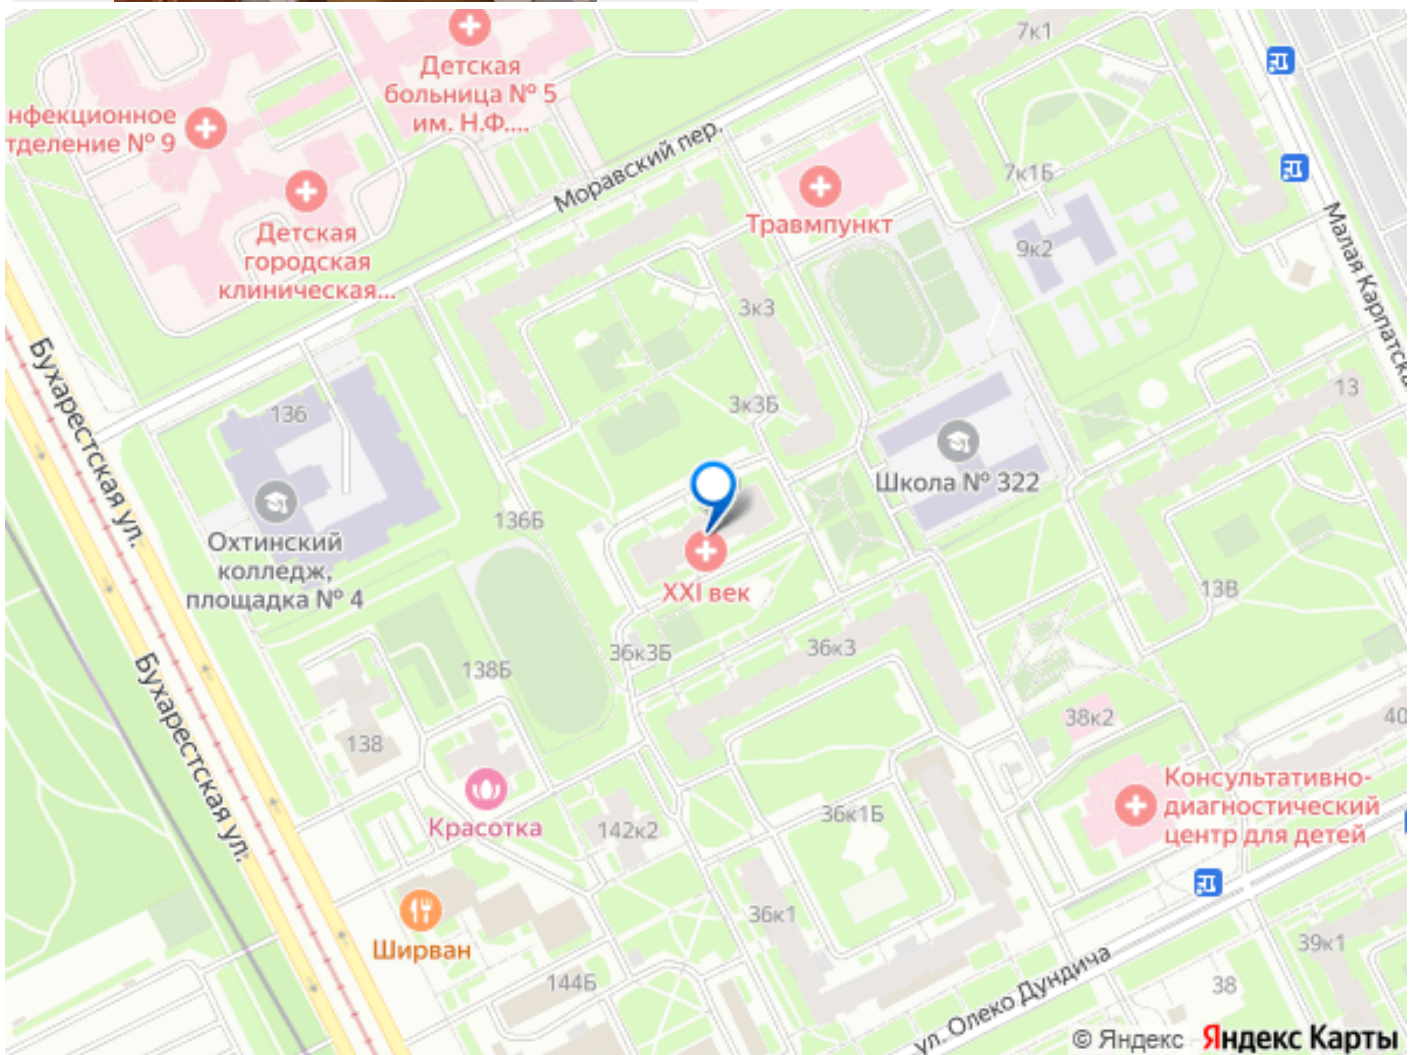 7к1
Детская
больница № 5
им. Н.Ф....
нфекционное
тделение № 9
Моравский пер.
7к1Б
Травмпункт
Детская
городская
клиническая...
9к2
Малая Карпатска
3к3
Бухарестская ул.
136
3к3Б
13
Школа № 322
136Б
Охтинский
колледж,
площадка № 4
XXI век
13В
138Б
36к3Б
36к3
Бухарестская ул.
138
38к2
40
Консультативно-
диагностический
центр для детей
Красотка
142к2
36к1Б
36к1
Ширван
39к1
144Б
38
ул. Олеко Дундича
© Яндекс Яндекс Карты